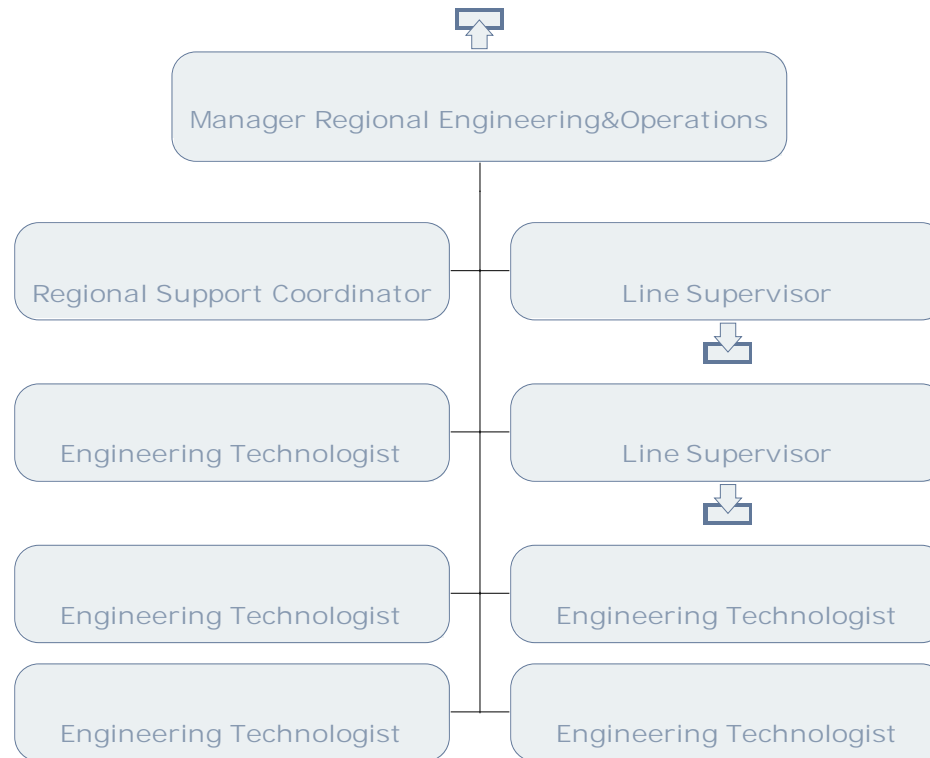 Manager Regional Engineering&Operations
Regional Support Coordinator
Line Supervisor
Engineering Technologist
Line Supervisor
Engineering Technologist
Engineering Technologist
Engineering Technologist
Engineering Technologist